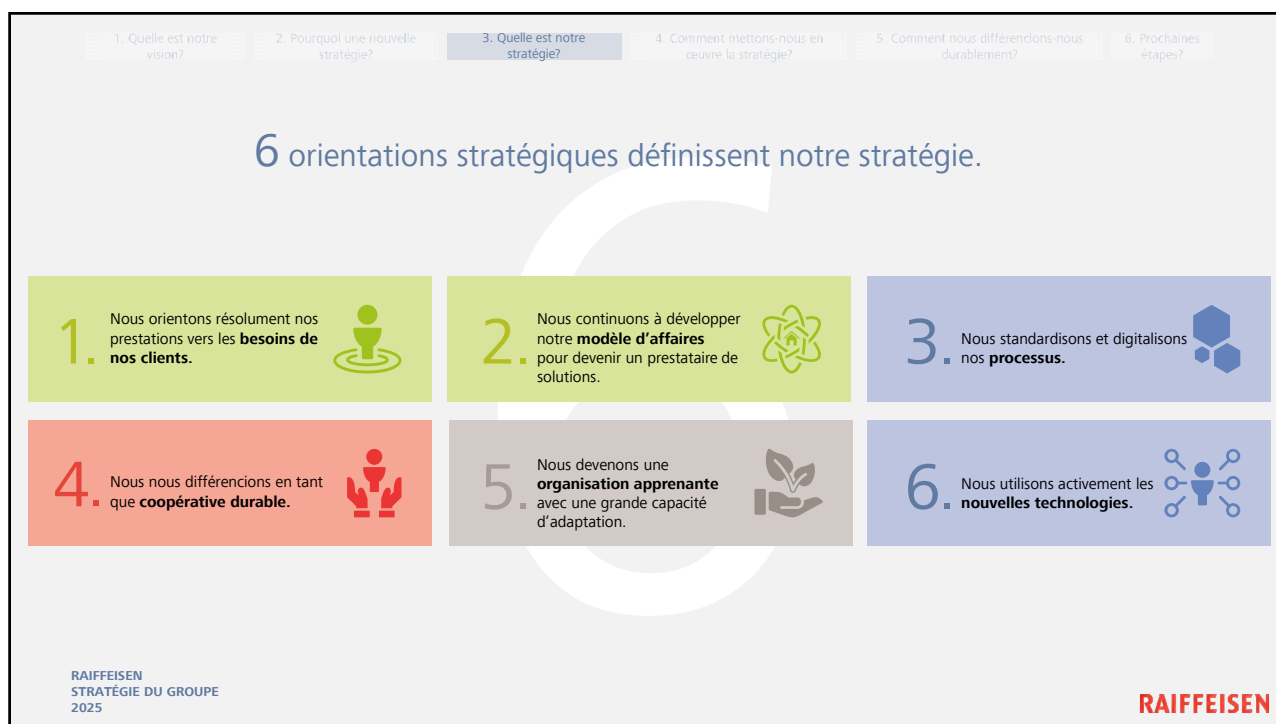 1. Quelle est notre
vision?
2. Pourquoi une nouvelle
stratégie?
3. Quelle est notre
stratégie?
4. Comment mettons-nous en
œuvre la stratégie?
5. Comment nous différencions-nous
durablement?
6. Prochaines
étapes?
6 orientations stratégiques définissent notre stratégie.
1.
Nous orientons résolument nos
prestations vers les besoins de
nos clients.
2.
Nous continuons à développer
notre modèle d’affaires
pour devenir un prestataire de
solutions.
3.
Nous standardisons et digitalisons
nos processus.
4.
Nous nous différencions en tant
que coopérative durable.
5.
Nous devenons une
organisation apprenante
avec une grande capacité
d’adaptation.
6.
Nous utilisons activement les
nouvelles technologies.
6
RAIFFEISEN
STRATÉGIE DU GROUPE
2025
RAIFFEISEN